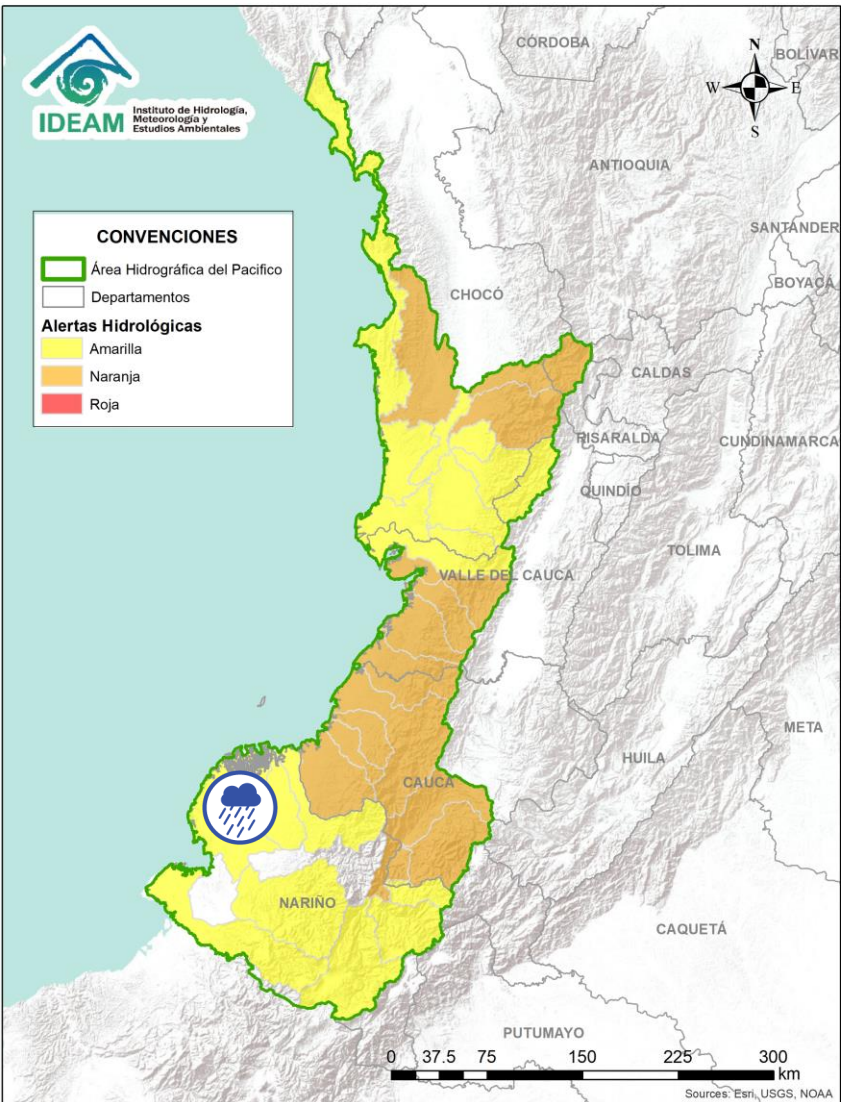 IDEAM
Instituto de Hidrología,
Meteorología y
Estudios Ambientales
N
W E
S
CÓRDOBA
BOLÍVAR
ANTIOQUIA
SANTANDER
BOYACÁ
CHOCÓ
CALDAS
RISARALDA
CUNDINAMARCA
QUINDÍO
TOLIMA
VALLE DEL CAUCA
META
HUILA
CAUCA
NARIÑO
CAQUETÁ
PUTUMAYO
CONVENCIONES
Área Hidrográfica del Pacifico
Departamentos
Alertas Hidrológicas
Amarilla
Naranja
Roja
0 37.5 75 150 225 300
km
Sources: Esri, USGS, NOAA